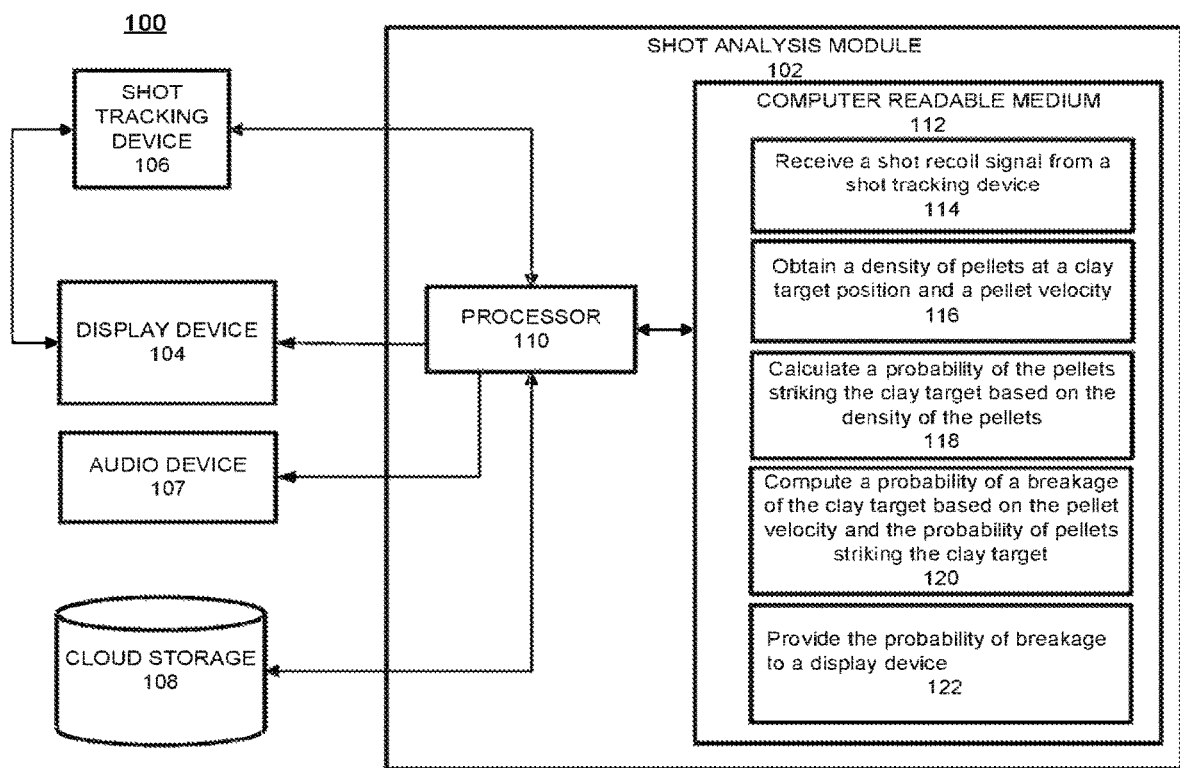 100
SHOT
TRACKING
DEVICE
106
DISPLAY DEVICE
104
AUDIO DEVICE
107
CLOUD STORAGE
108
SHOT ANALYSIS MODULE
102
PROCESSOR
110
COMPUTER READABLE MEDIUM
112
Receive a shot recoil signal from a
shot tracking device
114
Obtain a density of pellets at a clay
target position and a pellet velocity
116
Calculate a probability of the pellets
striking the clay target based on the
density of the pellets
118
Compute a probability of a breakage
of the clay target based on the pellet
velocity and the probability of pellets
striking the clay target
120
Provide the probability of breakage
to a display device
122